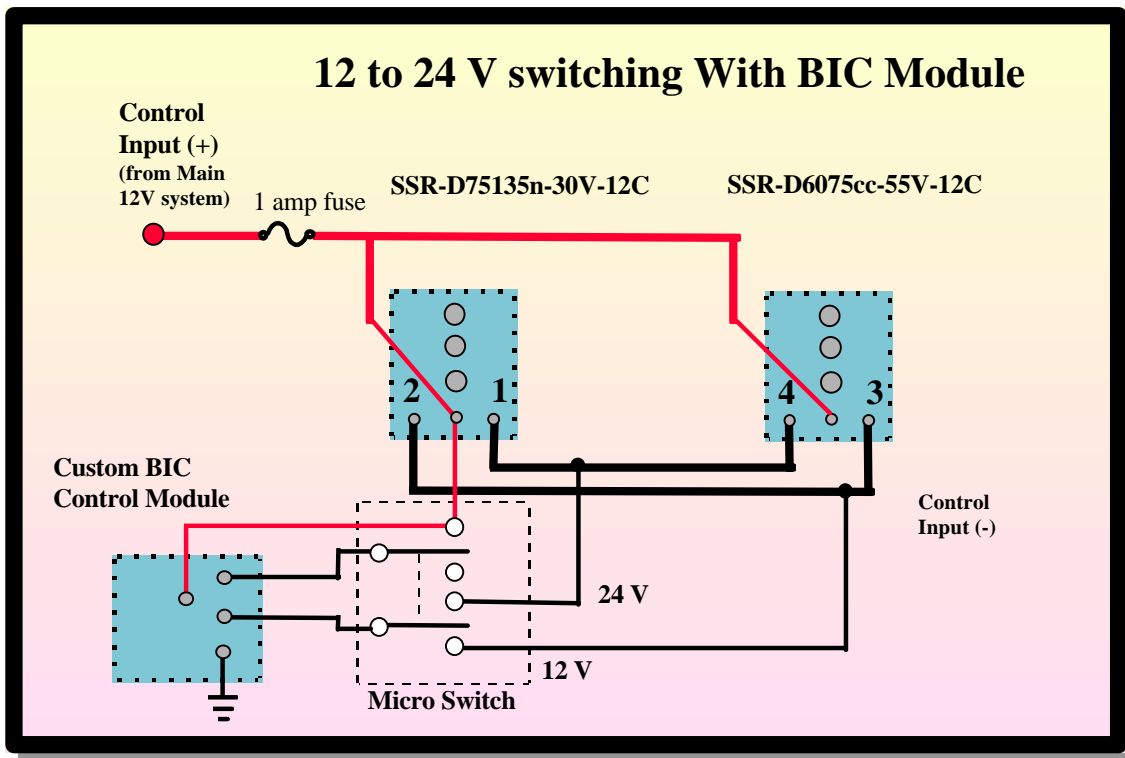 12 to 24 V switching With BIC Module
Control
Input (+)
(from Main
12V system)
1 amp fuse
SSR-D75135n-30V-12C
SSR-D6075cc-55V-12C
2
1
4
3
Custom BIC
Control Module
Control
Input (-)
24 V
12 V
Micro Switch